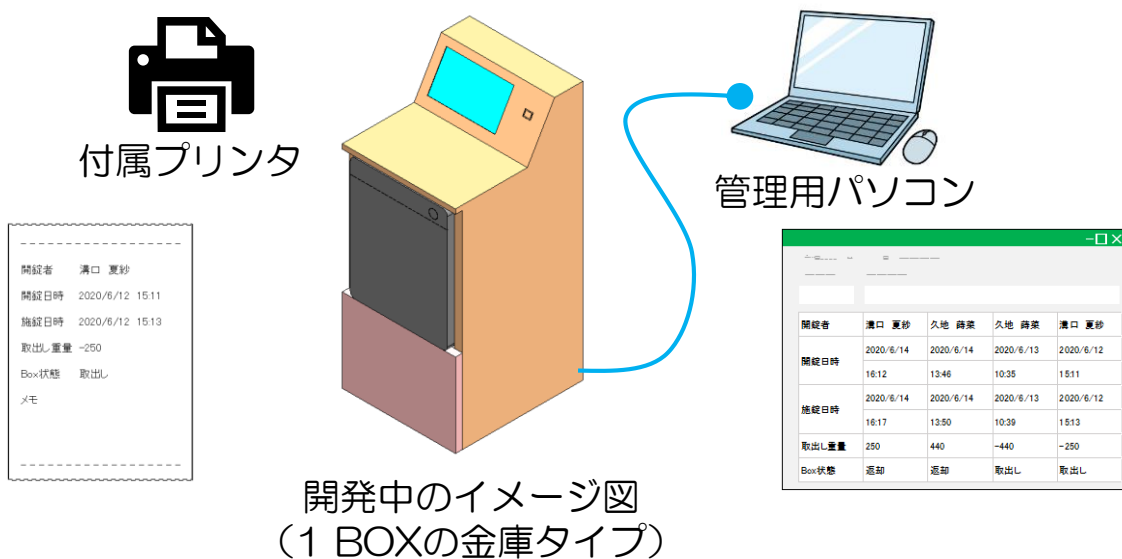 付属プリンタ
管理用パソコン
開錠者 溝口 夏紗
開錠日時 2020/6/12 15:11
施錠日時 2020/6/12 15:13
取出し重量 -250
Box状態 取出し
メモ
開錠者 溝口 夏紗 久地 蒔菜 久地 蒔菜 溝口 夏紗
開錠日時 2020/6/14 2020/6/14 2020/6/13 2020/6/12
16:12 13:46 10:35 15:11
施錠日時 2020/6/14 2020/6/14 2020/6/13 2020/6/12
16:17 13:50 10:39 15:13
取出し重量 250 440 -440 -250
Box状態 返却 返却 取出し 取出し
開発中のイメージ図
（1 BOXの金庫タイプ）